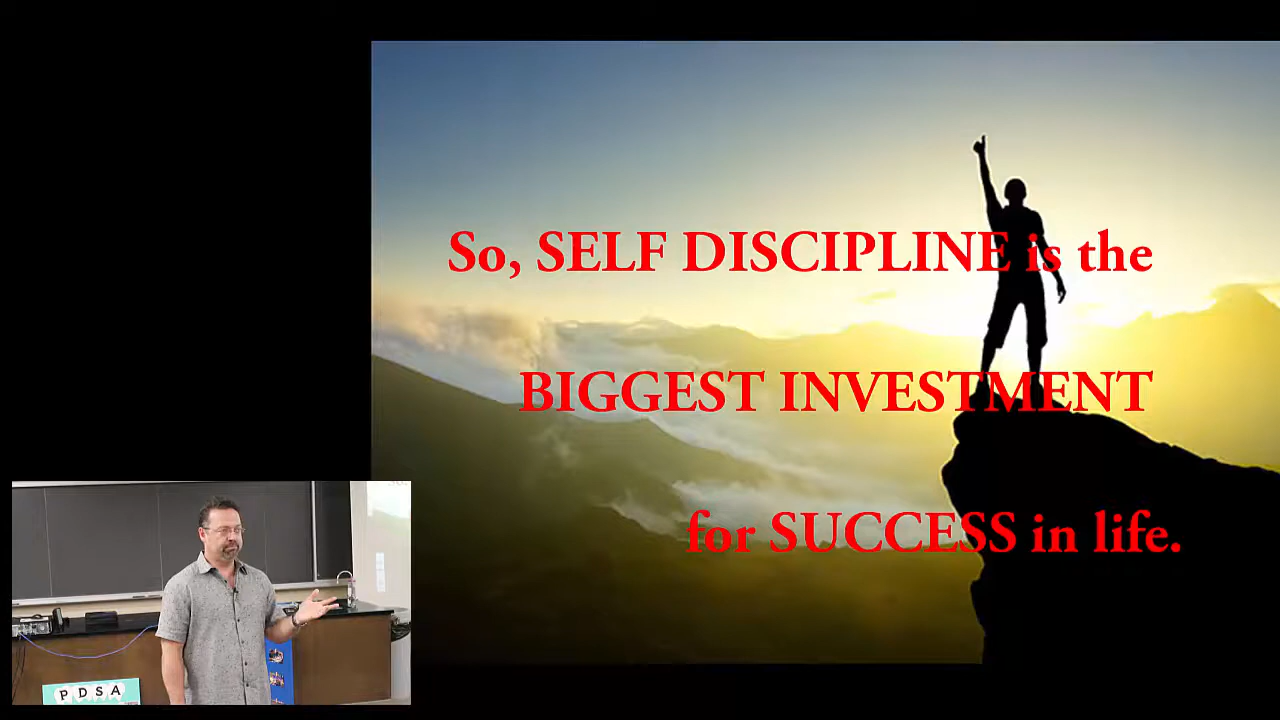 So, SELF DISCIPLINE is the
BIGGEST INVESTMENT
for SUCCESS in life.
PDSA